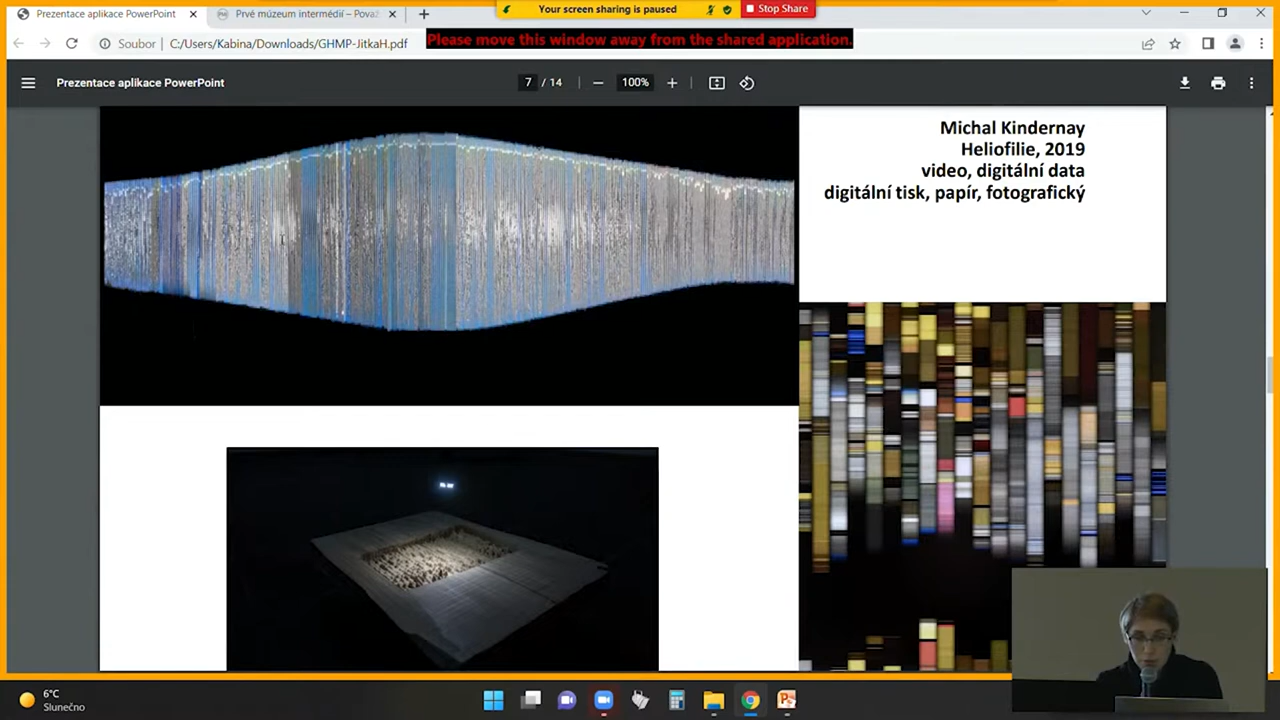 Prezentace aplikace PowerPoint
Prvé múzeum intermédií – Pova
Your screen sharing is paused
Stop Share
Soubor
C:/Users/Kabina/Downloads/GHMP-JitkaH.pdf
Please move this window away from the shared application.
Prezentace aplikace PowerPoint
7 / 14
100%
Michal Kindernay
Heliofilie, 2019
video, digitální data
digitální tisk, papír, fotografický
6°C
Slunečno